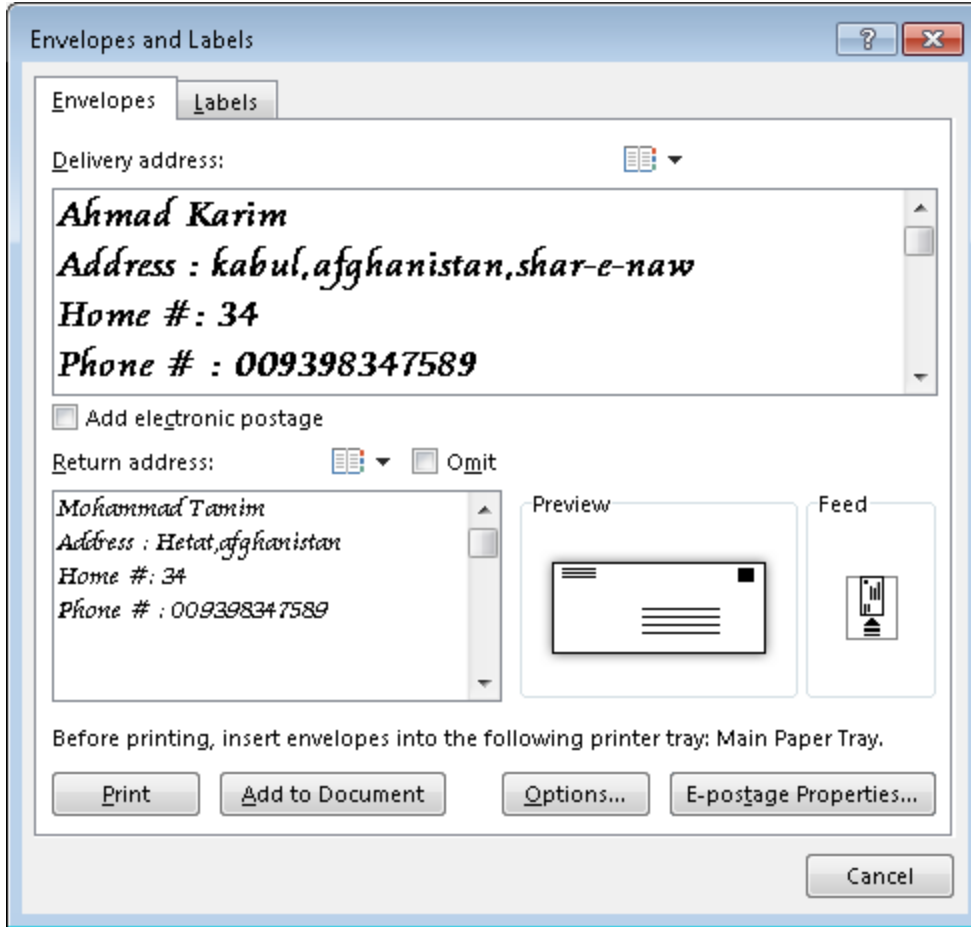 Envelopes and Labels
Envelopes
Labels
Delivery address:
Ahmad Karim
Address : kabul,afghanistan,shar-e-naw
Home #: 34
Phone # : 009398347589
Add electronic postage
Return address:
Omit
Mohammad Tamim
Address : Hetat,afghanistan
Home #: 34
Phone # : 009398347589
Preview
Feed
Before printing, insert envelopes into the following printer tray: Main Paper Tray.
Print
Add to Document
Options...
E-postage Properties...
Cancel